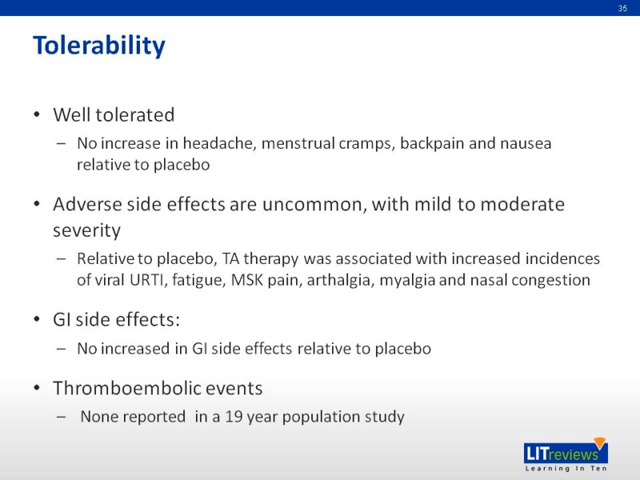 35
Tolerability
• Well tolerated
– No increase in headache, menstrual cramps, backpain and nausea
relative to placebo
• Adverse side effects are uncommon, with mild to moderate
severity
– Relative to placebo, TA therapy was associated with increased incidences
of viral URTI, fatigue, MSK pain, arthalgia, myalgia and nasal congestion
• GI side effects:
– No increased in GI side effects relative to placebo
• Thromboembolic events
– None reported in a 19 year population study
LITreviews
Learning In Ten